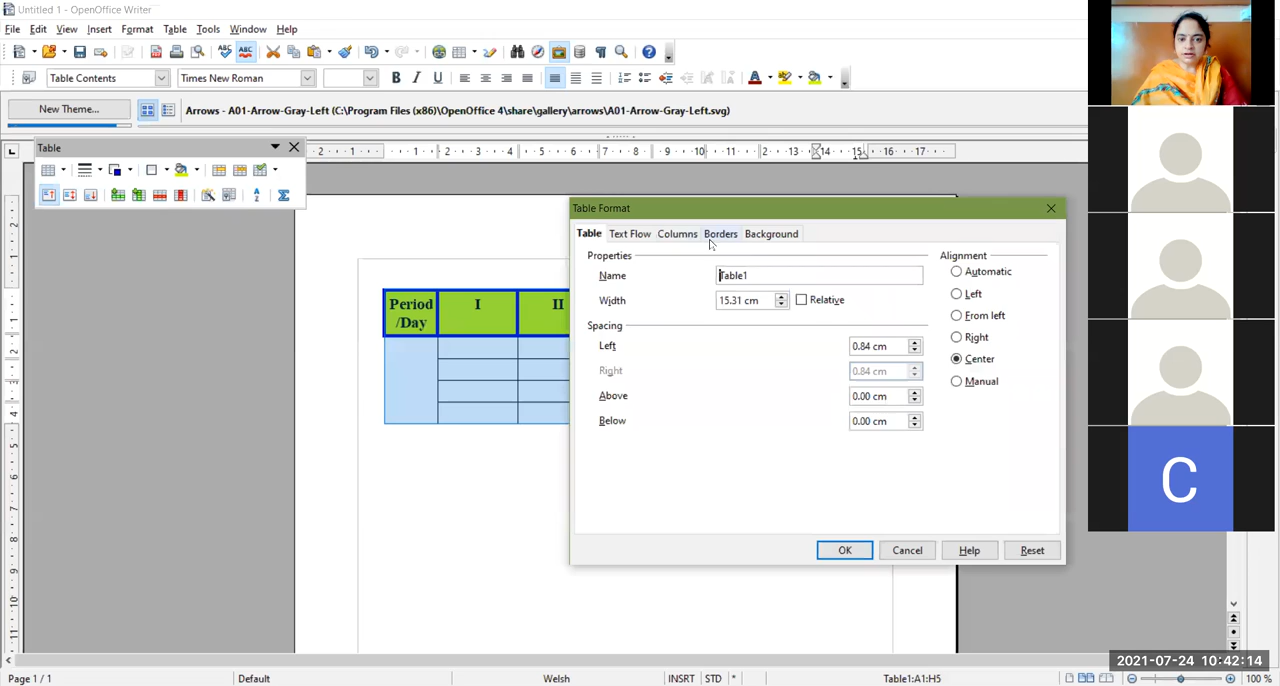 Untitled 1 - OpenOffice Writer
File Edit View Insert Format Table Tools Window Help
Table Contents Times New Roman
New Theme... Arrows - A01-Arrow-Gray-Left (C:\Program Files (x86)\OpenOffice 4\share\gallery\arrows\A01-Arrow-Gray-Left.svg)
Table
Table Format
Table Text Flow Columns Borders Background
Properties
Name Table1
Width 15.31 cm Relative
Spacing
Left 0.84 cm
Right 0.84 cm
Above 0.00 cm
Below 0.00 cm
Alignment
Automatic
Left
From left
Right
Center
Manual
OK Cancel Help Reset
Period
/Day
I
II
C
2021-07-24 10:42:14
Page 1 / 1 Default Welsh INSRT STD * Table1:A1:H5 100 %